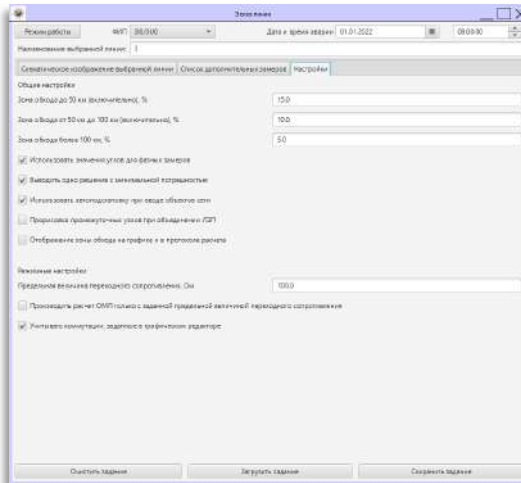 Режим работы ФИП Дата и время аварии 01.01.2022 08:00:00
Наименование выбранной линии:
Схематическое изображение выбранной линии Список дополнительных замеров Настройки
Общие настройки
Зона обхода до 50 км (включительно), % 15.0
Зона обхода от 50 км до 100 км (включительно), % 10.0
Зона обхода более 100 км, % 5.0
Использовать значения углов для фазных замеров
Выводить одно решение с минимальной погрешностью
Использовать автоподстановку при вводе объектов сети
Прорисовка промежуточных узлов при объединении ЛЭП
Отображение зоны обхода на графике и в протоколе расчета
Режимные настройки
Предельная величина переходного сопротивления, Ом 100.0
Производить расчет ОМП только с заданной предельной величиной переходного сопротивления
Учитывать коммутации, заданные в графическом редакторе
Очистить задание Загрузить задание Сохранить задание